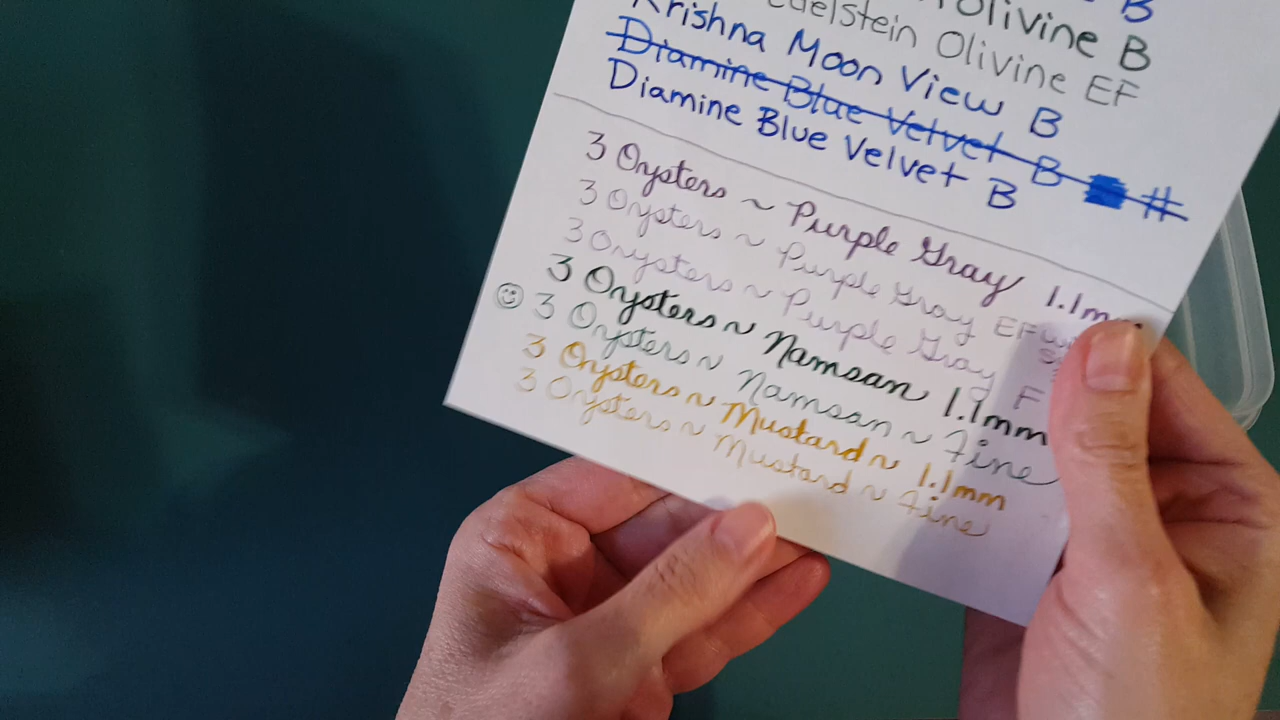 B
Olivine B
Edelstein Olivine EF
Krishna Moon View B
Diamine Blue Velvet B #
Diamine Blue Velvet B
3 Oysters ~ Purple Gray 1.1mm
3 Oysters ~ Purple Gray EF
3 Oysters ~ Purple Gray F
3 Oysters ~ Namsan 1.1mm
3 Oysters ~ Namsan ~ Fine
3 Oysters ~ Mustard ~ 1.1mm
3 Oysters ~ Mustard ~ Fine